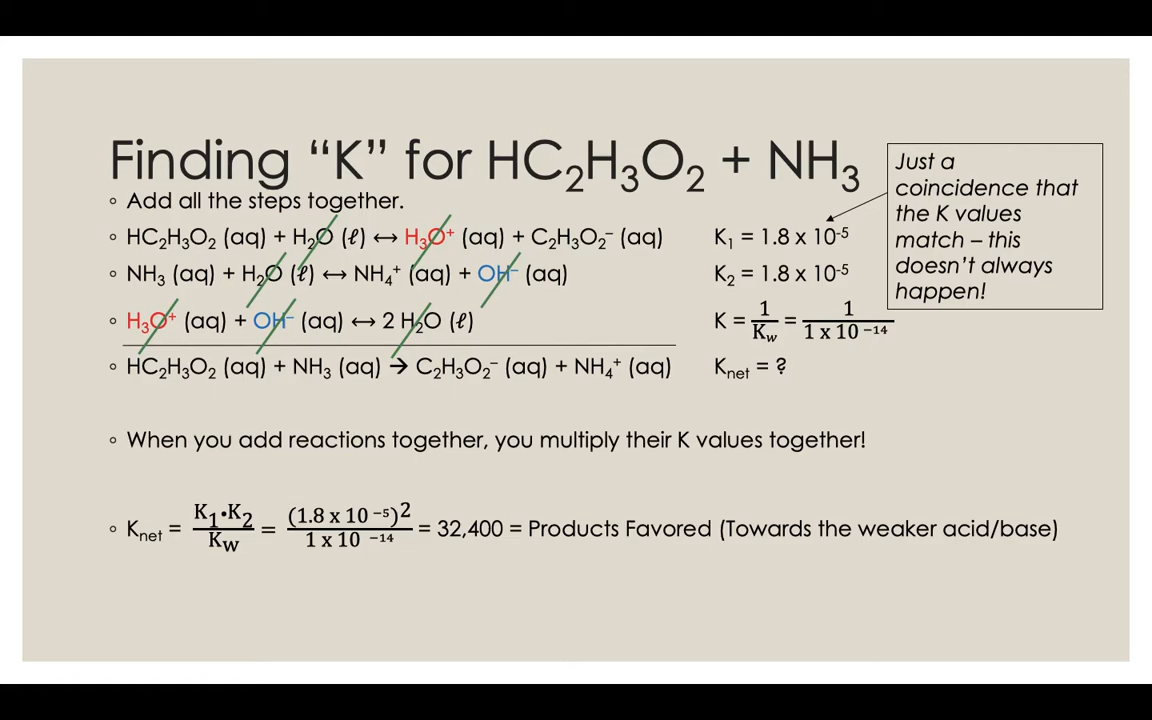 Finding “K” for HC₂H₃O₂ + NH₃
◦ Add all the steps together.
◦ HC₂H₃O₂ (aq) + H₂O (ℓ) ↔ H₃O⁺ (aq) + C₂H₃O₂⁻ (aq) K₁ = 1.8 x 10⁻⁵
◦ NH₃ (aq) + H₂O (ℓ) ↔ NH₄⁺ (aq) + OH⁻ (aq) K₂ = 1.8 x 10⁻⁵
◦ H₃O⁺ (aq) + OH⁻ (aq) ↔ 2 H₂O (ℓ) K = 1/K_w = 1/(1 x 10 ⁻¹⁴)
◦ HC₂H₃O₂ (aq) + NH₃ (aq) → C₂H₃O₂⁻ (aq) + NH₄⁺ (aq) K_net = ?
Just a
coincidence that
the K values
match – this
doesn’t always
happen!
◦ When you add reactions together, you multiply their K values together!
◦ K_net = (K₁•K₂)/K_W = (1.8 x 10 ⁻⁵)²/(1 x 10 ⁻¹⁴) = 32,400 = Products Favored (Towards the weaker acid/base)